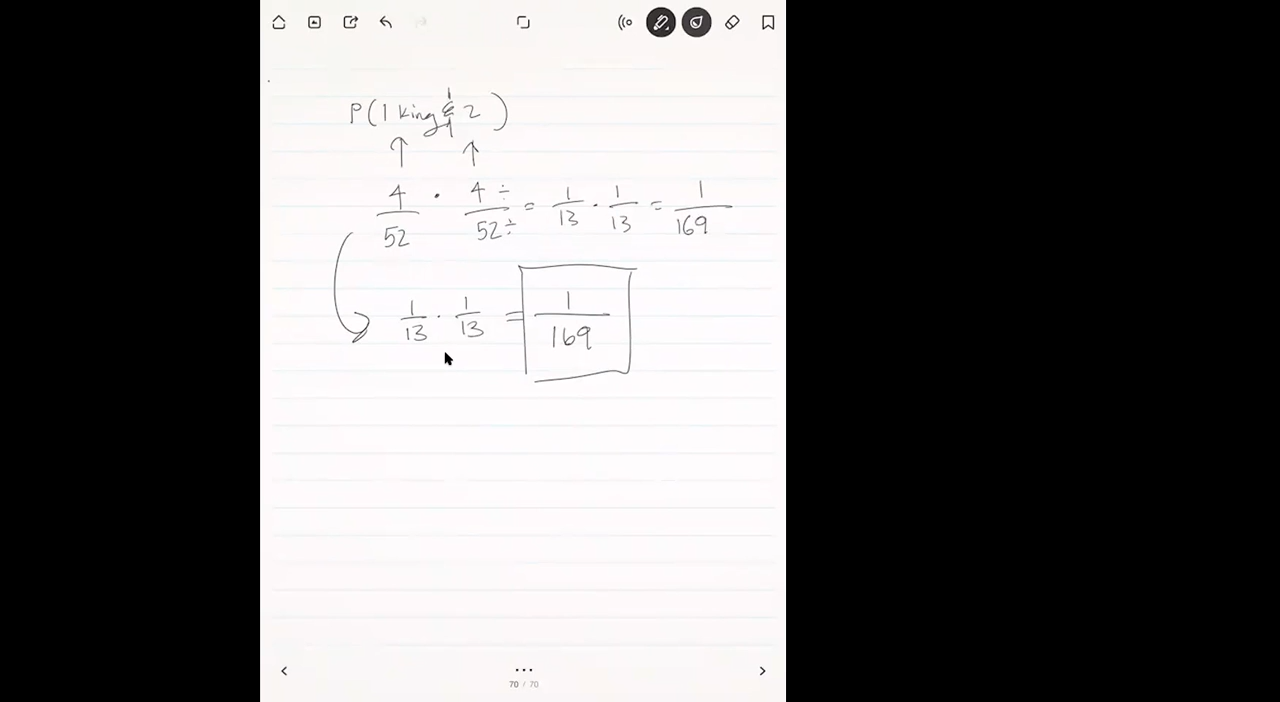 P(1 king & 2)
4/52 · 4÷/52÷ = 1/13 · 1/13 = 1/169
1/13 · 1/13 = 1/169
70 / 70